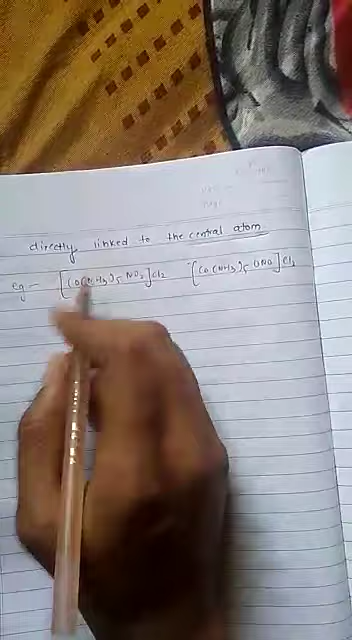 directly linked to the central atom
eg- [Co(NH3)5 NO2]Cl2 [Co(NH3)5 ONO]Cl2